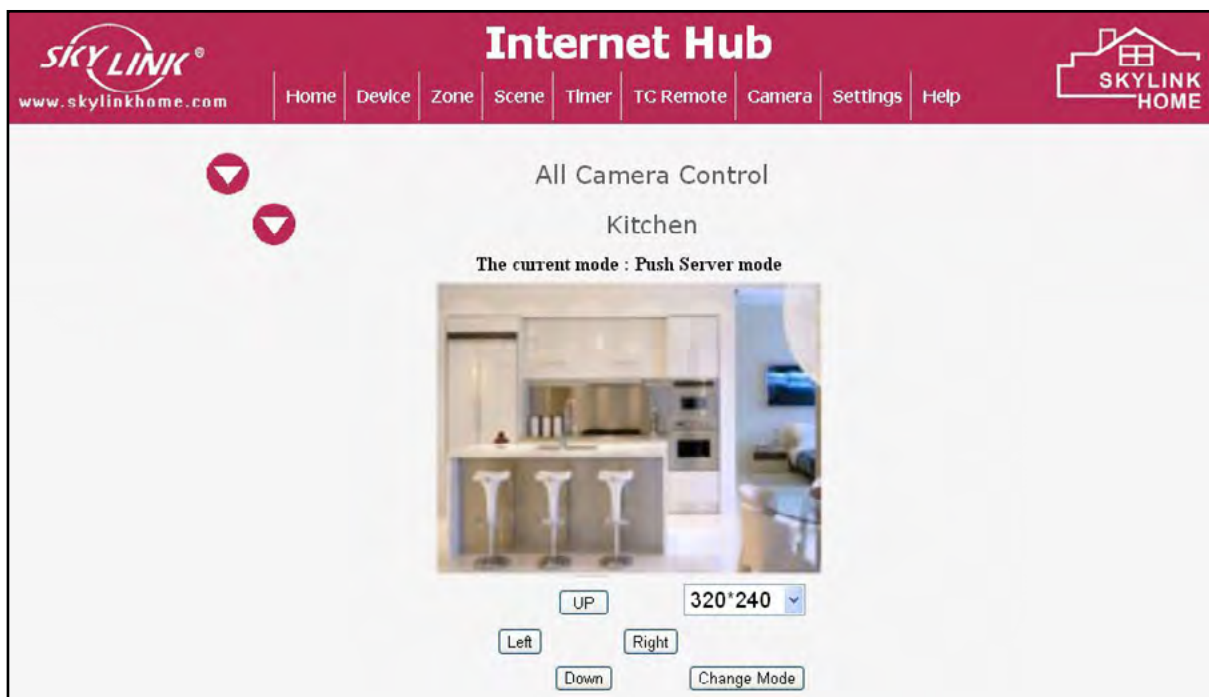 SKYLINK®
www.skylinkhome.com
Internet Hub
Home Device Zone Scene Timer TC Remote Camera Settings Help
SKYLINK
HOME
All Camera Control
Kitchen
The current mode : Push Server mode
UP 320*240
Left Right
Down Change Mode